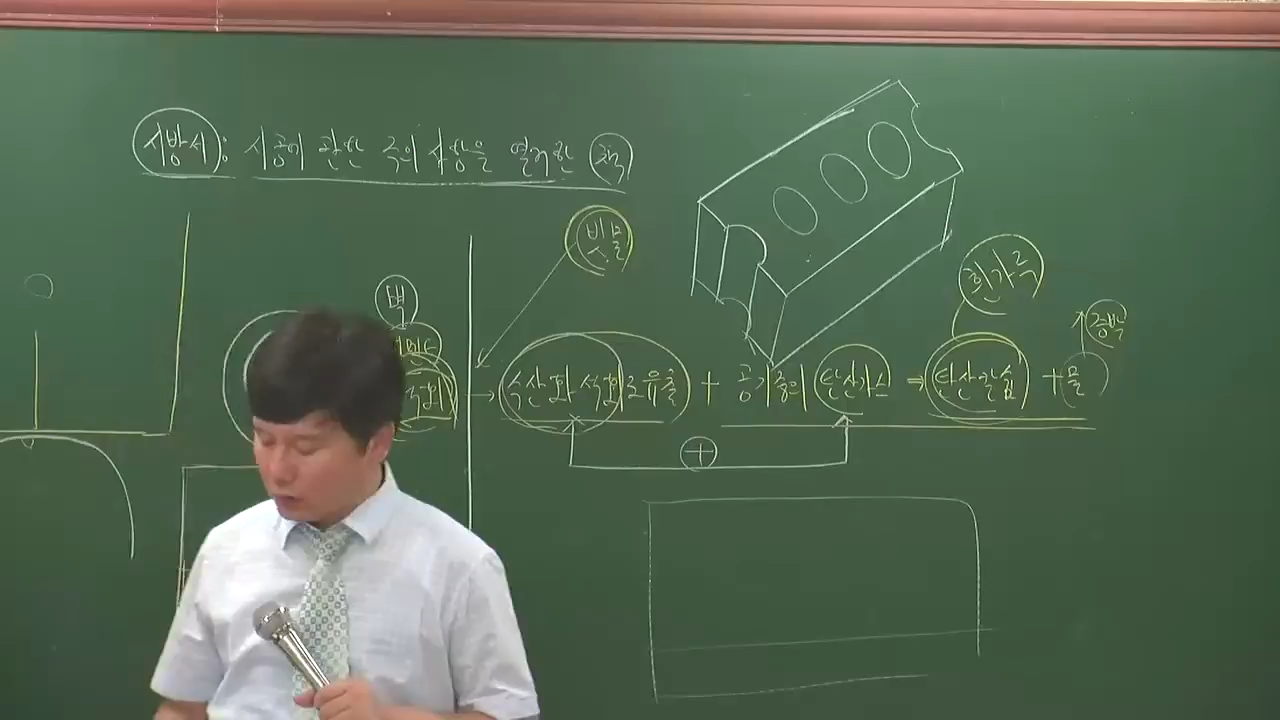 시방서: 시공에 관한 주의 사항을 열거한 책
빗물
벽
흰가루
증발
수산화 석회로 유출 + 공기중의 탄산가스 ⇒ 탄산칼슘 + 물
+